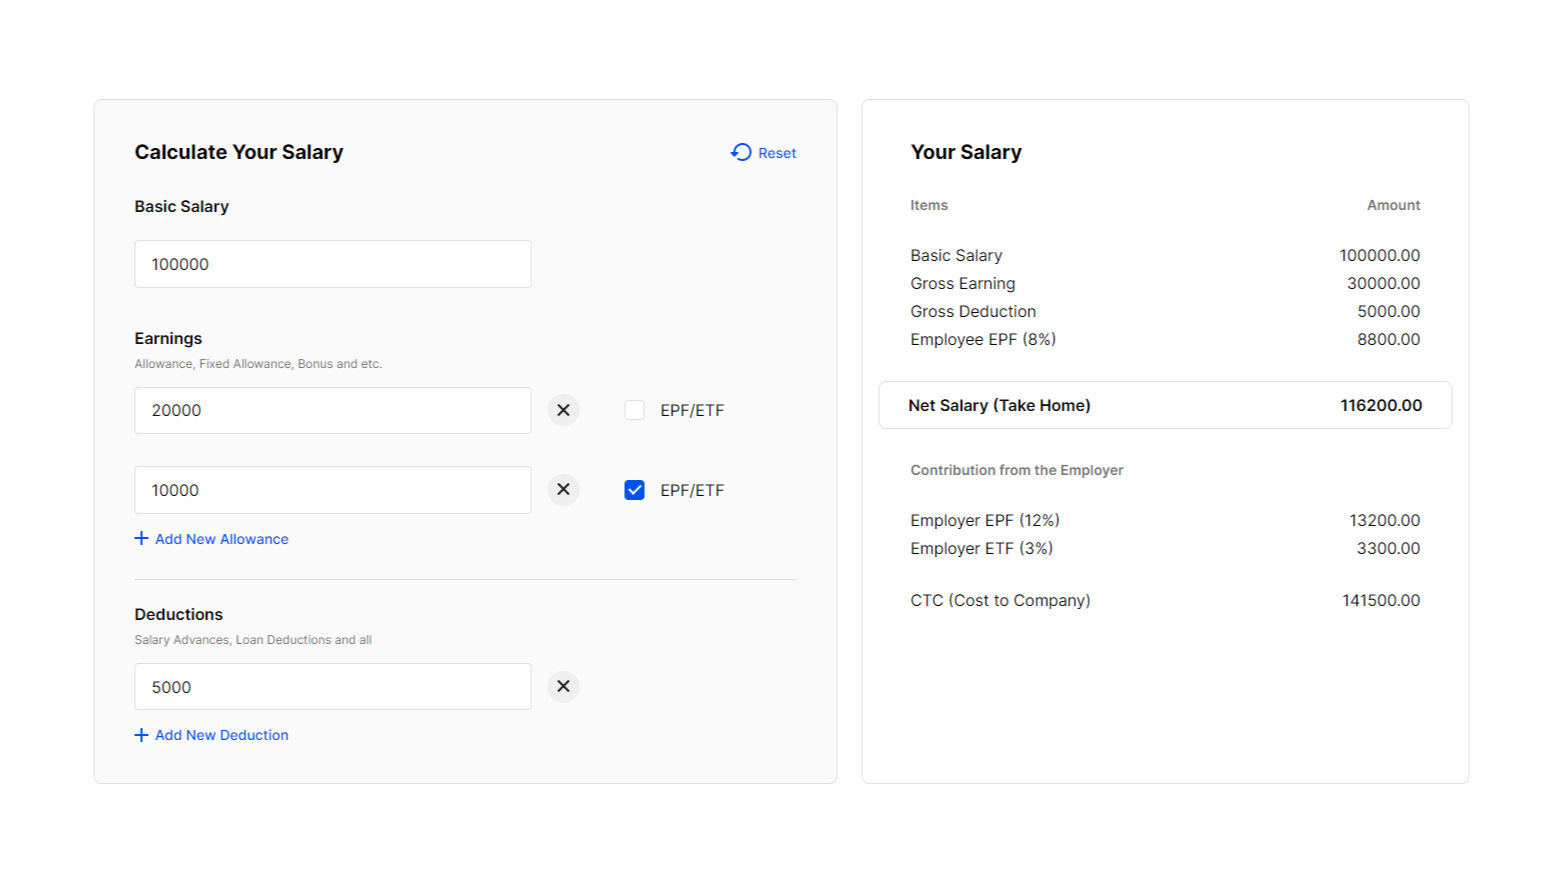 Calculate Your Salary
Reset
Basic Salary
100000
Earnings
Allowance, Fixed Allowance, Bonus and etc.
20000
EPF/ETF
10000
EPF/ETF
Add New Allowance
Deductions
Salary Advances, Loan Deductions and all
5000
Add New Deduction
Your Salary
Items Amount
Basic Salary 100000.00
Gross Earning 30000.00
Gross Deduction 5000.00
Employee EPF (8%) 8800.00
Net Salary (Take Home) 116200.00
Contribution from the Employer
Employer EPF (12%) 13200.00
Employer ETF (3%) 3300.00
CTC (Cost to Company) 141500.00